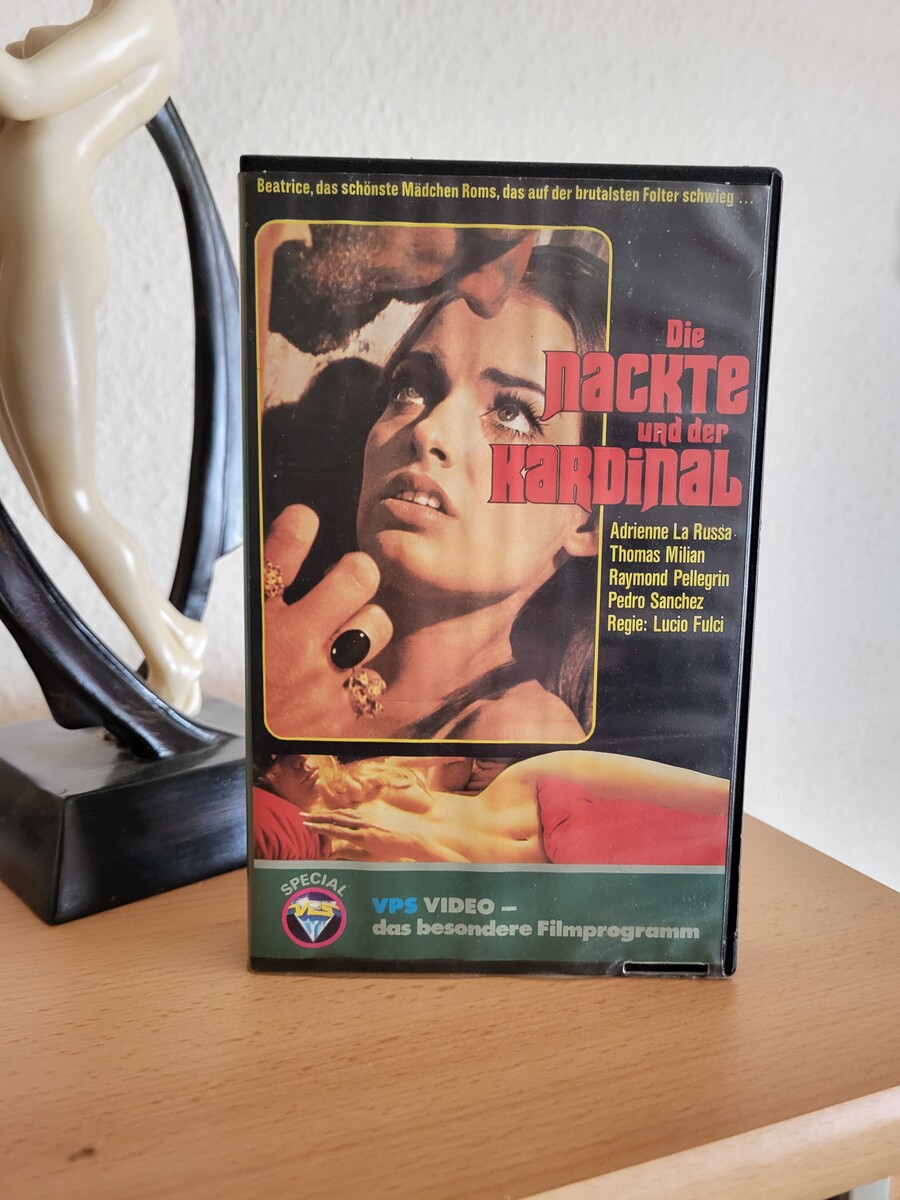 Beatrice, das schönste Mädchen Roms, das auf der brutalsten Folter schwieg ...
Die
NACKTE
und der
KARDINAL
Adrienne La Russa
Thomas Milian
Raymond Pellegrin
Pedro Sanchez
Regie: Lucio Fulci
SPECIAL
VPS
VPS VIDEO –
das besondere Filmprogramm